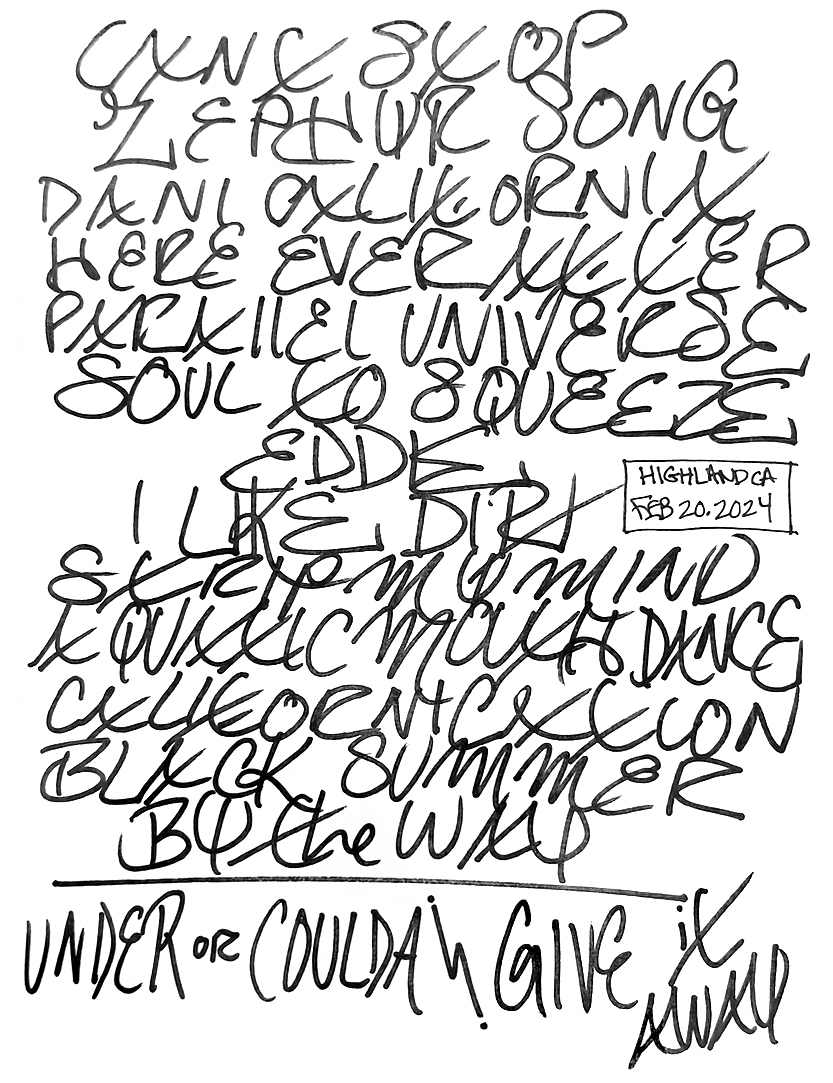 CANT STOP
ZEPHYR SONG
DANI CALIFORNIA
HERE EVER AFTER
PARALLEL UNIVERSE
SOUL TO SQUEEZE
EDDIE
HIGHLAND CA
FEB 20.2024
I LIKE DIRT
STRIP MY MIND
AQUATIC MOUTH DANCE
CALIFORNICATION
BLACK SUMMER
BY the WAY
UNDER OR COULDA GIVE it
AWAY